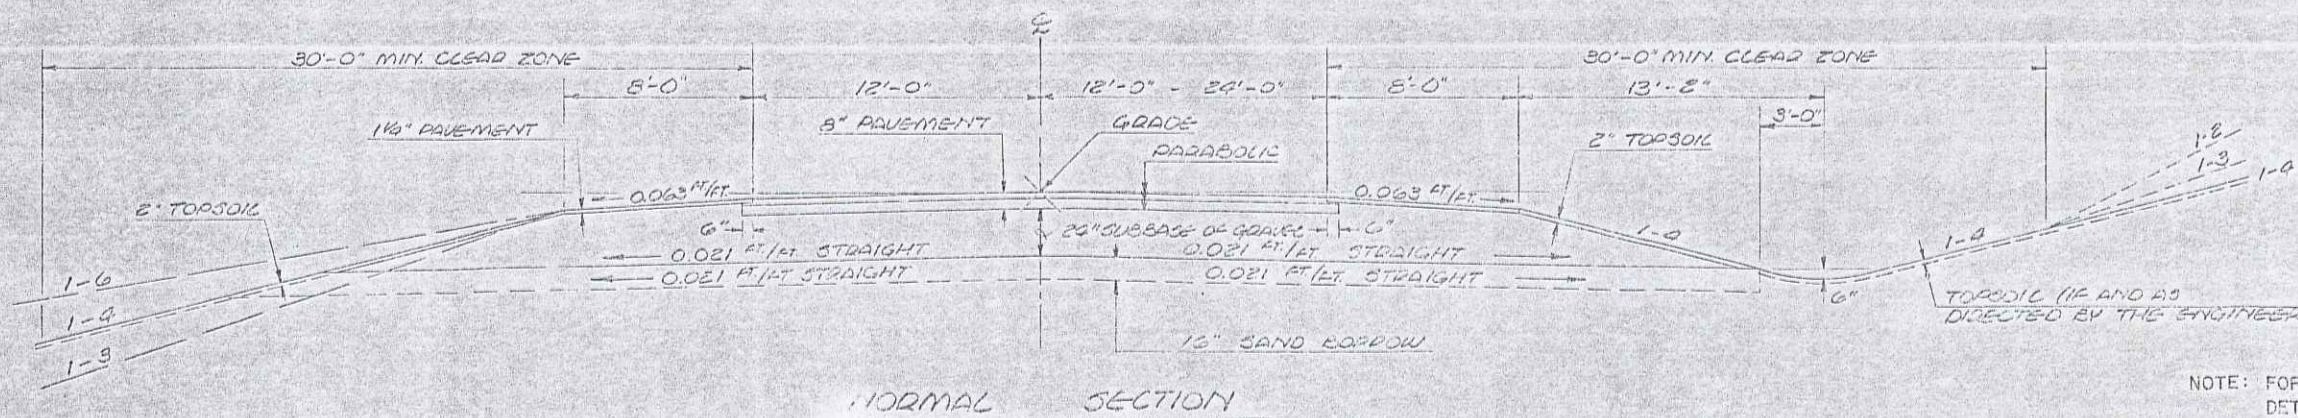 ℄
30'-0" MIN. CLEAR ZONE
30'-0" MIN. CLEAR ZONE
8'-0"
12'-0"
12'-0" - 24'-0"
8'-0"
13'-2"
3'-0"
1½" PAVEMENT
8" PAVEMENT
GRADE
PARABOLIC
2" TOPSOIL
1-2
1-3
1-4
2" TOPSOIL
0.063 FT/FT.
0.063 FT/FT.
6"
24" SUBBASE OF GRAVEL
6"
1-4
1-4
0.021 FT/FT. STRAIGHT
0.021 FT/FT. STRAIGHT
0.021 FT/FT. STRAIGHT
0.021 FT/FT. STRAIGHT
1-6
1-4
1-3
6"
TOPSOIL (IF AND AS
DIRECTED BY THE ENGINEER
SAND BORROW
NORMAL SECTION
NOTE: FOR
DET